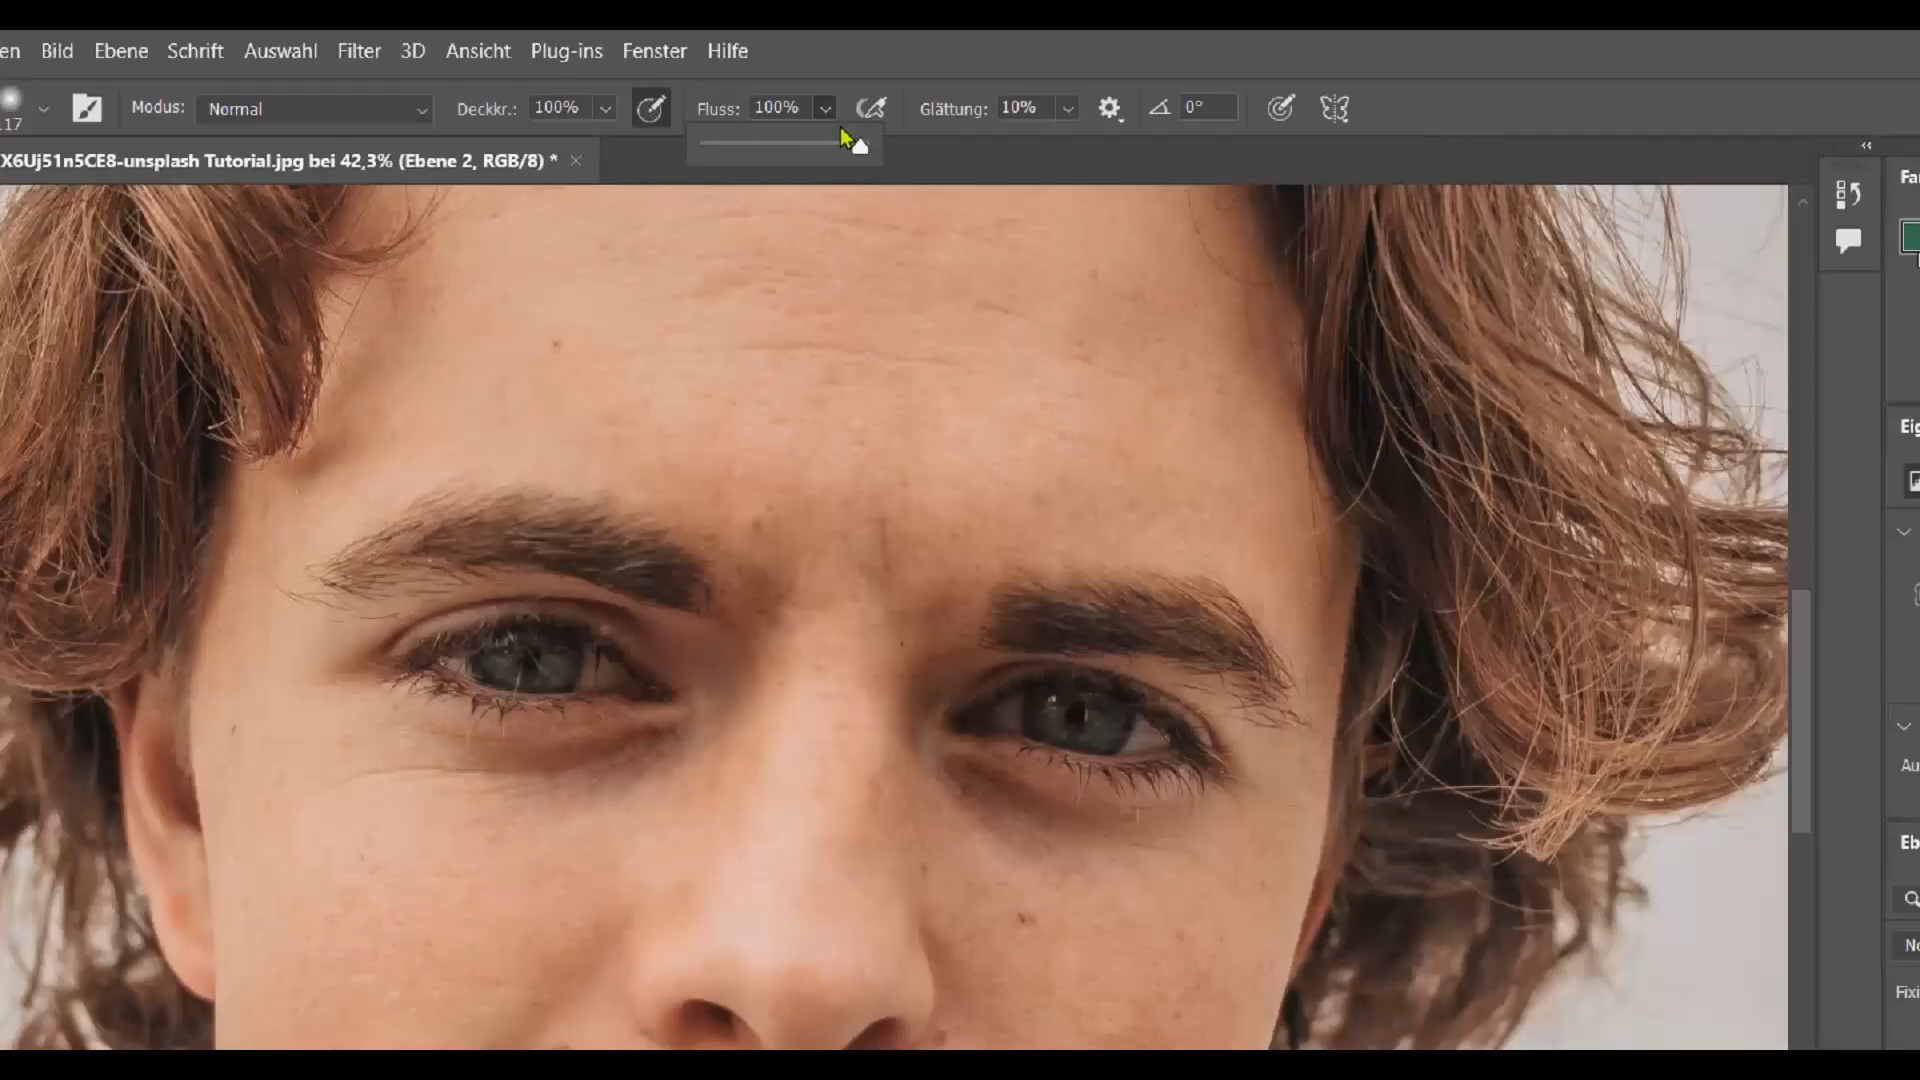 en Bild Ebene Schrift Auswahl Filter 3D Ansicht Plug-ins Fenster Hilfe
.17 Modus: Normal Deckkr.: 100% Fluss: 100% Glättung: 10% 0°
X6Uj51n5CE8-unsplash Tutorial.jpg bei 42,3% (Ebene 2, RGB/8) *
Fa
Eig
Au
Eb
No
Fixi